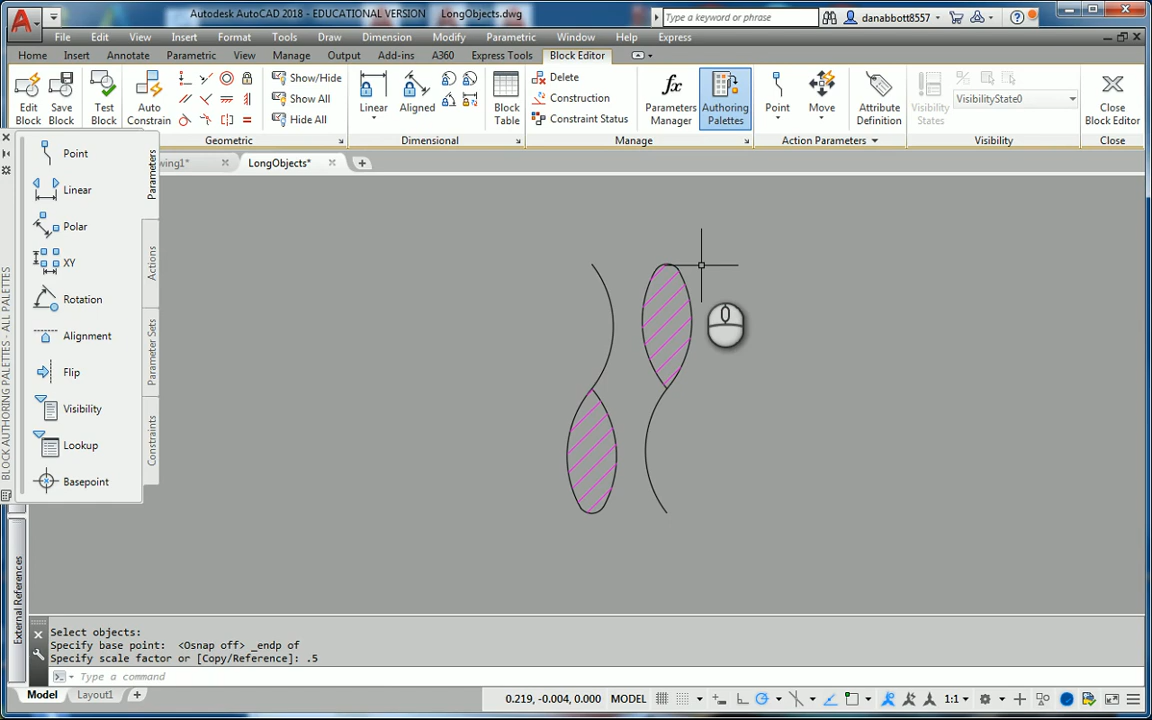 Autodesk AutoCAD 2018 - EDUCATIONAL VERSION LongObjects.dwg
Type a keyword or phrase
danabbott8557
File Edit View Insert Format Tools Draw Dimension Modify Parametric Window Help Express
Home Insert Annotate Parametric View Manage Output Add-ins A360 Express Tools Block Editor
Edit Block
Save Block
Test Block
Auto Constrain
Show/Hide
Show All
Hide All
Geometric
Linear
Aligned
Block Table
Dimensional
Delete
Construction
Constraint Status
Parameters Manager
Authoring Palettes
Manage
Point
Move
Attribute Definition
Action Parameters
Visibility States
VisibilityState0
Visibility
Close Block Editor
Close
wing1*
LongObjects*
Point
Linear
Polar
XY
Rotation
Alignment
Flip
Visibility
Lookup
Basepoint
Parameters
Actions
Parameter Sets
Constraints
BLOCK AUTHORING PALETTES - ALL PALETTES
External References
Select objects:
Specify base point:  <Osnap off> _endp of
Specify scale factor or [Copy/Reference]: .5
Type a command
Model Layout1
0.219, -0.004, 0.000 MODEL
1:1